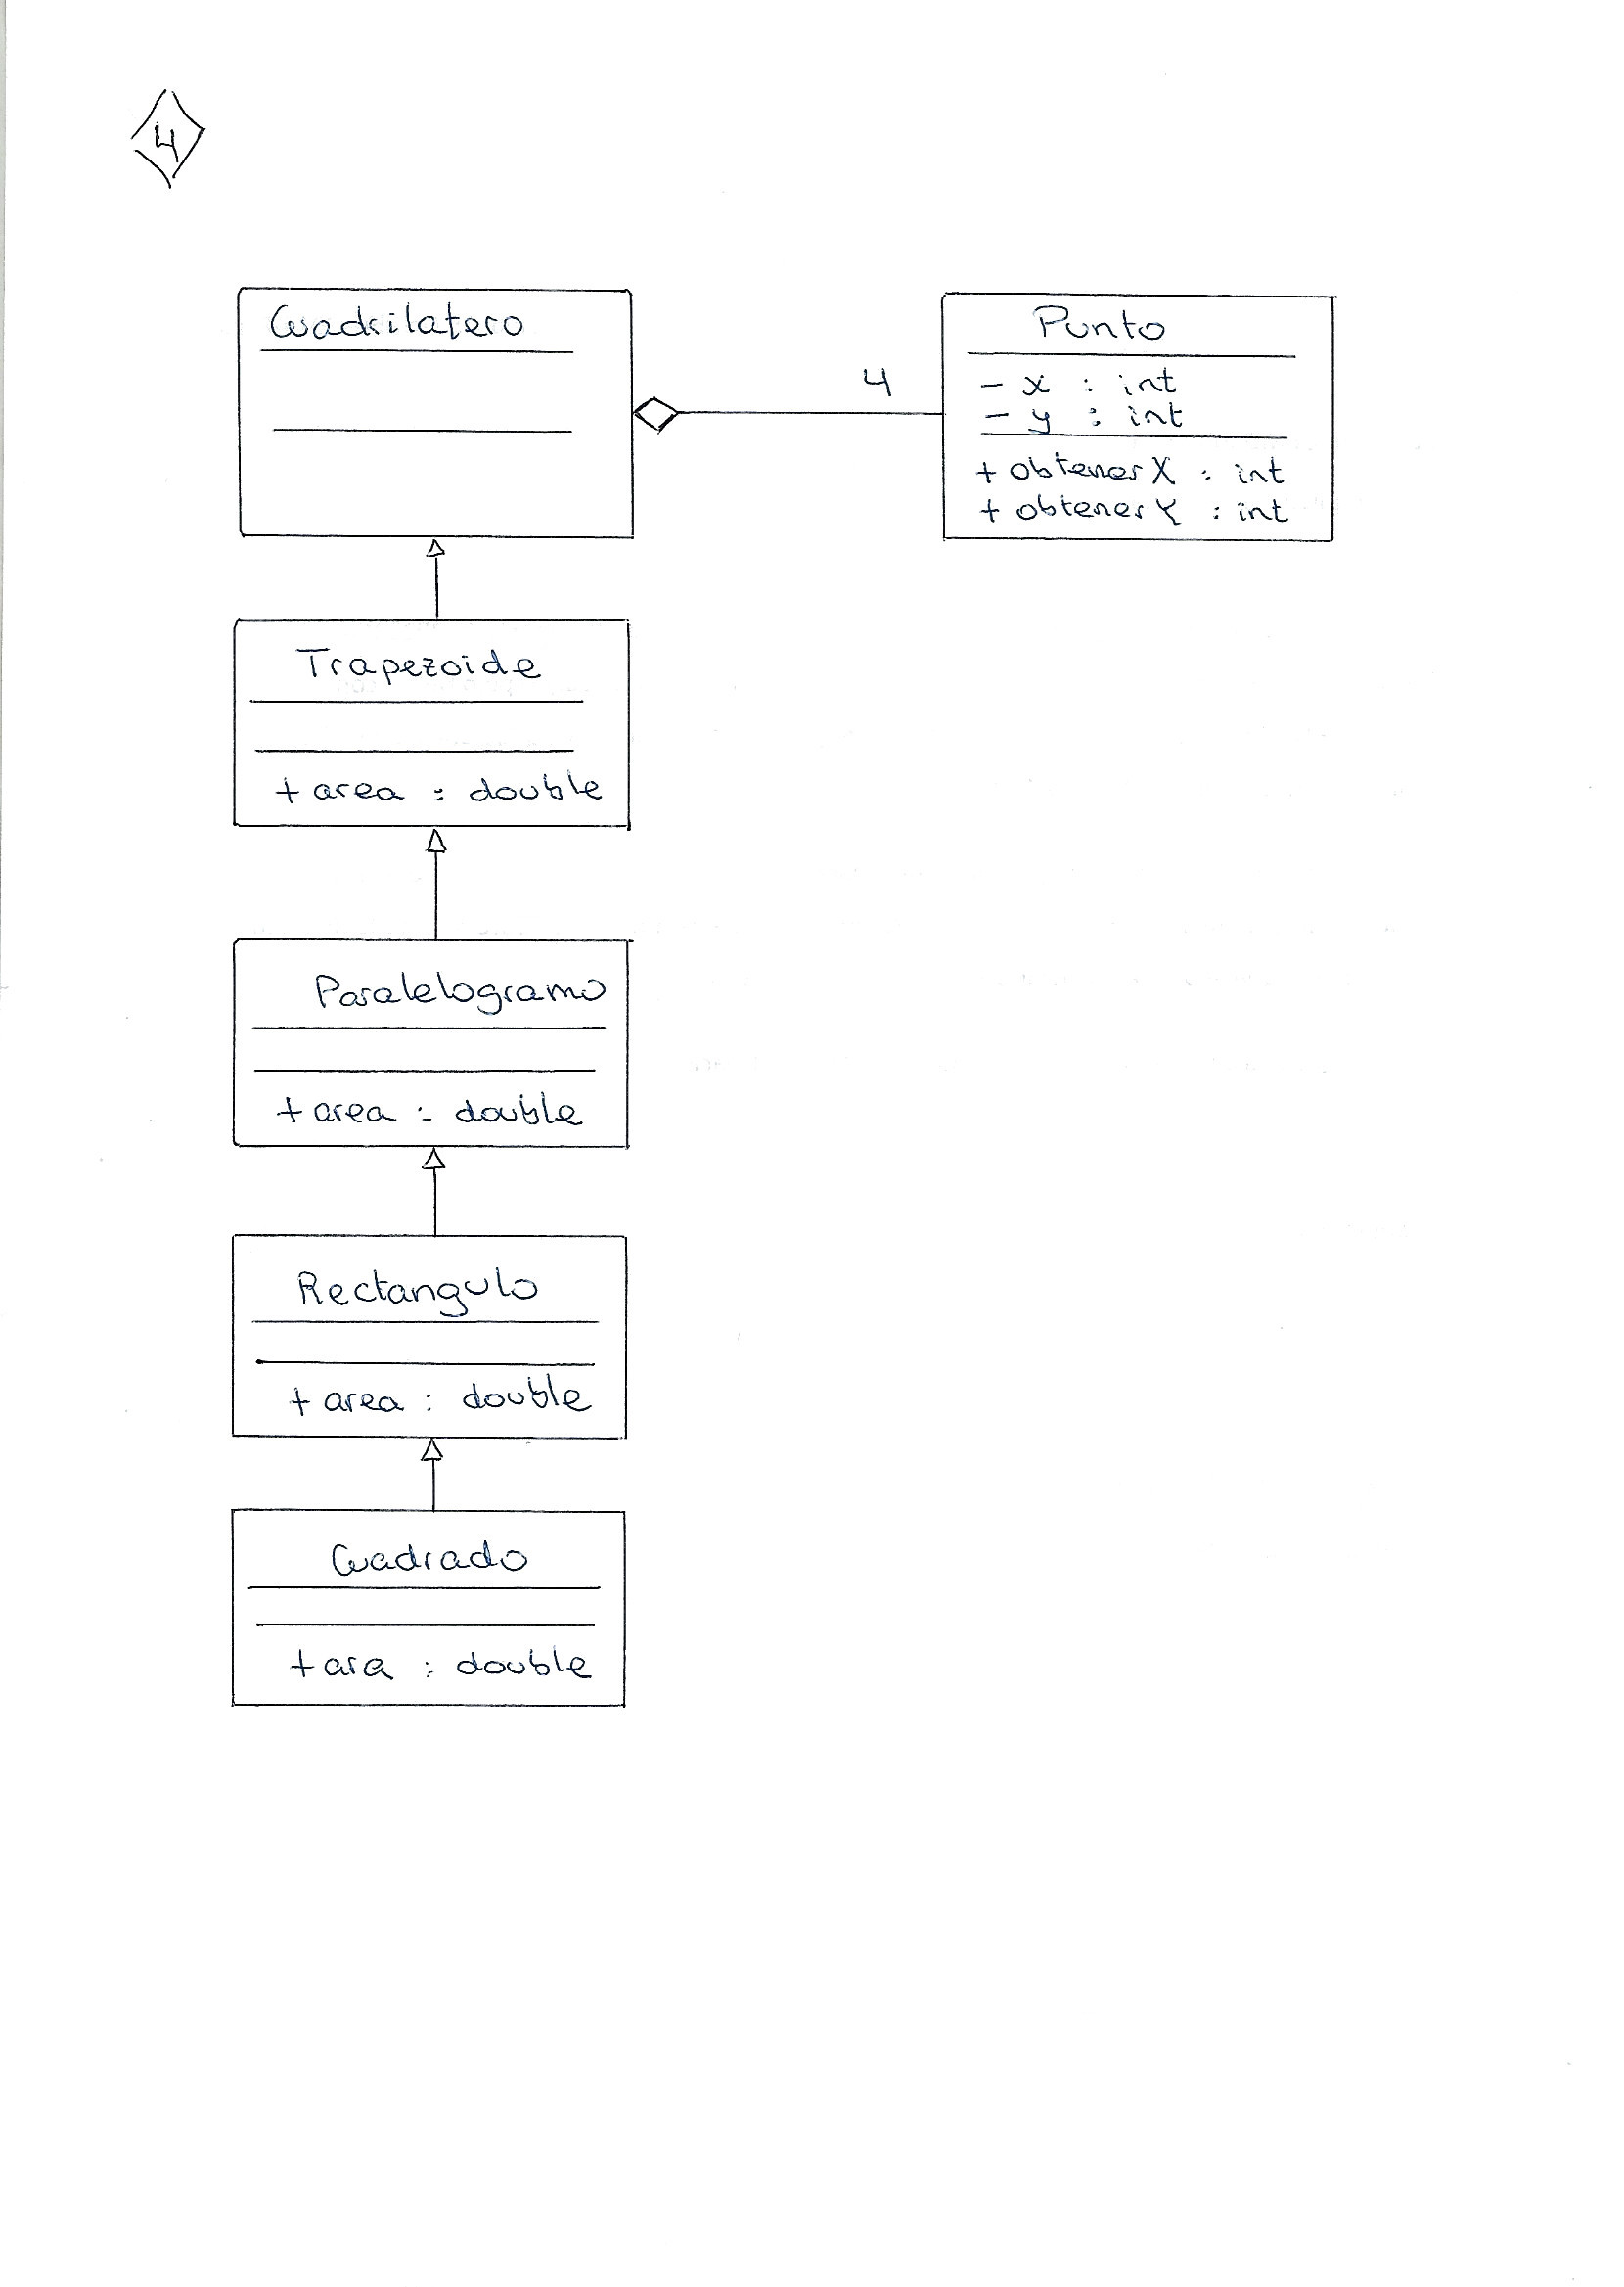 4
Cuadrilatero
Punto
4
- x : int
- y : int
+ obtenerX : int
+ obtenerY : int
Trapezoide
+ area : double
Paralelogramo
+ area : double
Rectangulo
+ area : double
Cuadrado
+ ara : double